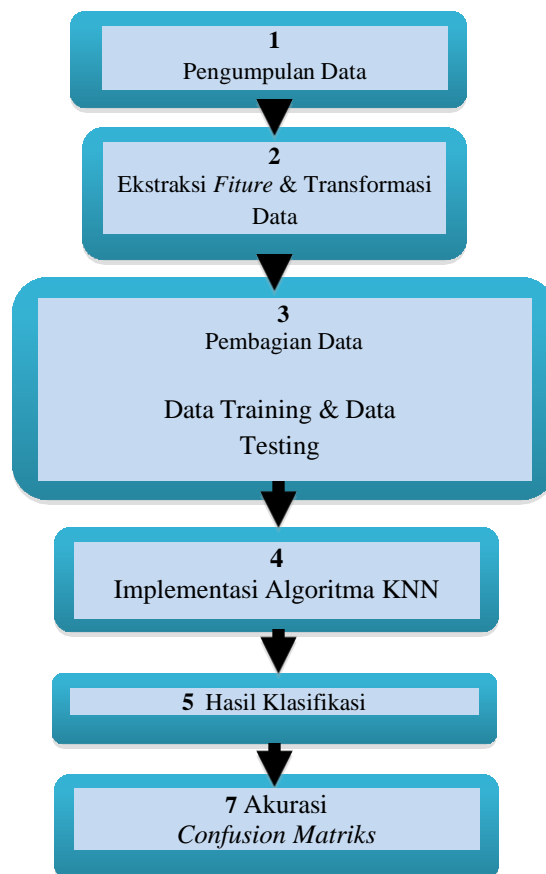 1
Pengumpulan Data
2
Ekstraksi Fiture & Transformasi
Data
3
Pembagian Data
Data Training & Data
Testing
4
Implementasi Algoritma KNN
5 Hasil Klasifikasi
7 Akurasi
Confusion Matriks